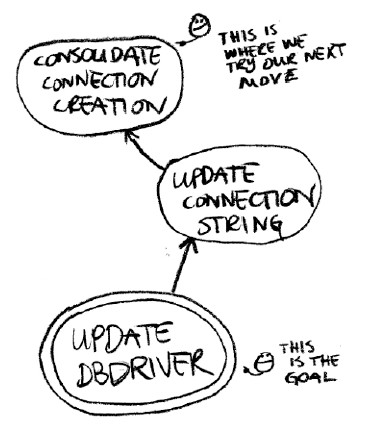 CONSOLIDATE
CONNECTION
CREATION
THIS IS
WHERE WE
TRY OUR NEXT
MOVE
UPDATE
CONNECTION
STRING
UPDATE
DBDRIVER
THIS
IS THE
GOAL